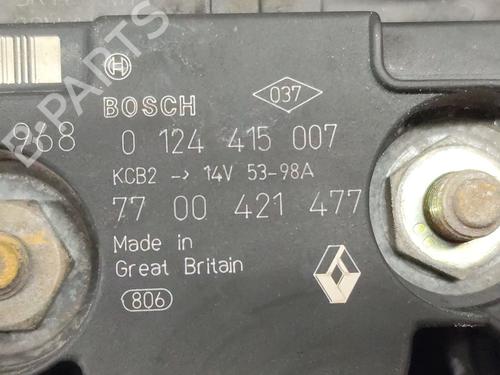 B-PARTS
BOSCH
037
968
0 124 415 007
KCB2 -> 14V 53-98A
77 00 421 477
Made in
Great Britain
806